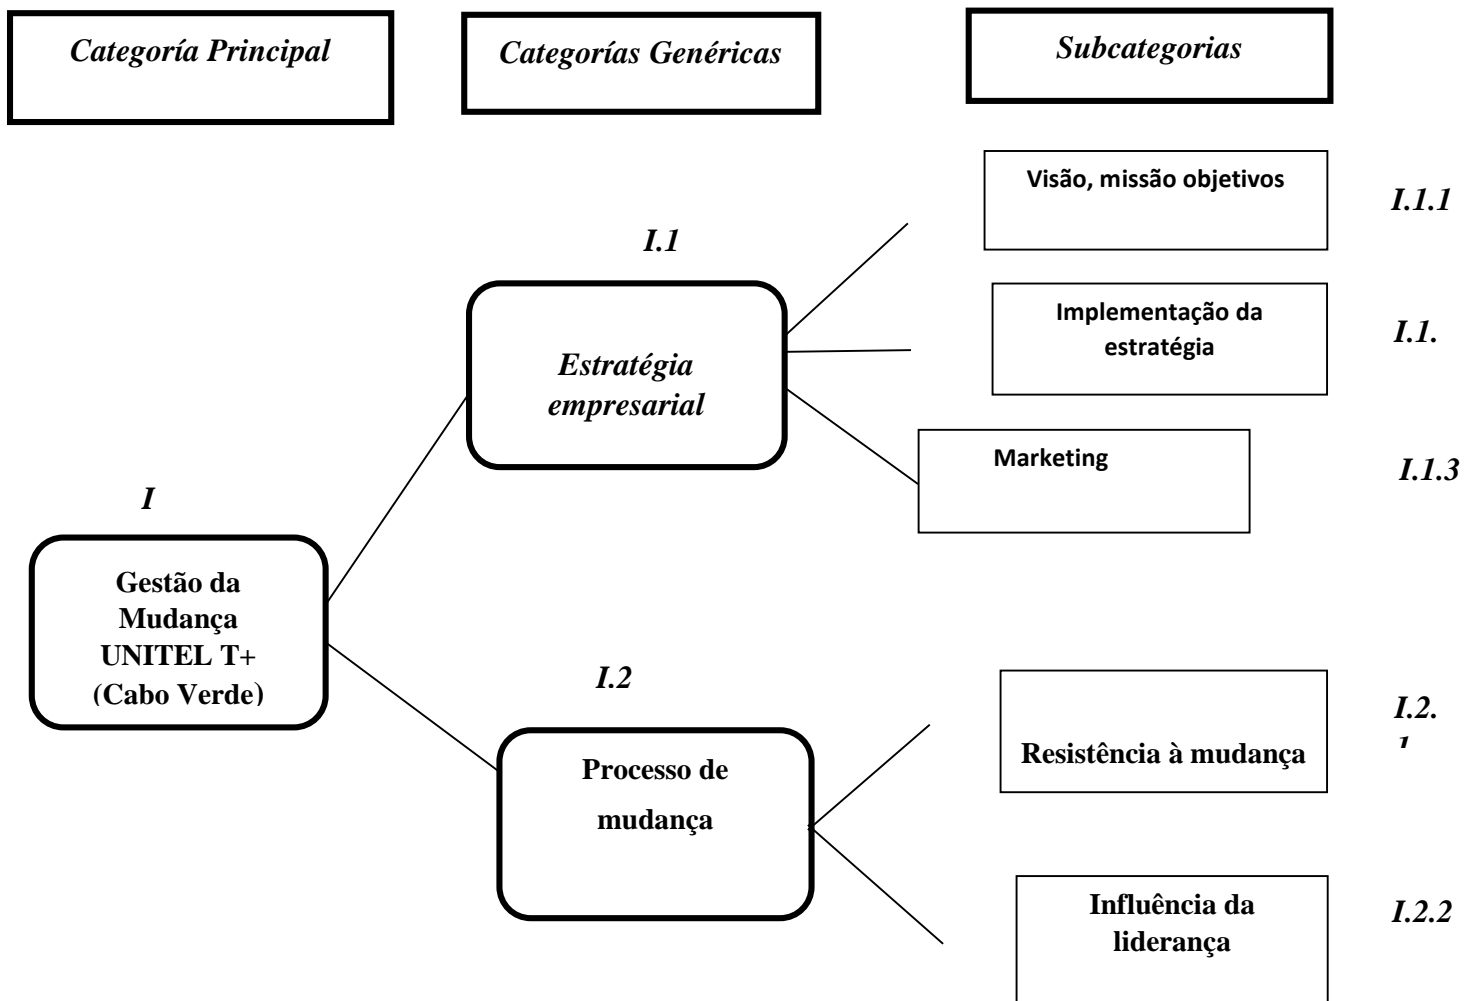 Categoría Principal
Categorías Genéricas
Subcategorias
Visão, missão objetivos
I.1.1
I.1
Implementação da
estratégia
I.1.
Estratégia
empresarial
Marketing
I.1.3
I
Gestão da
Mudança
UNITEL T+
(Cabo Verde)
I.2
Processo de
mudança
Resistência à mudança
I.2.
1
Influência da
liderança
I.2.2